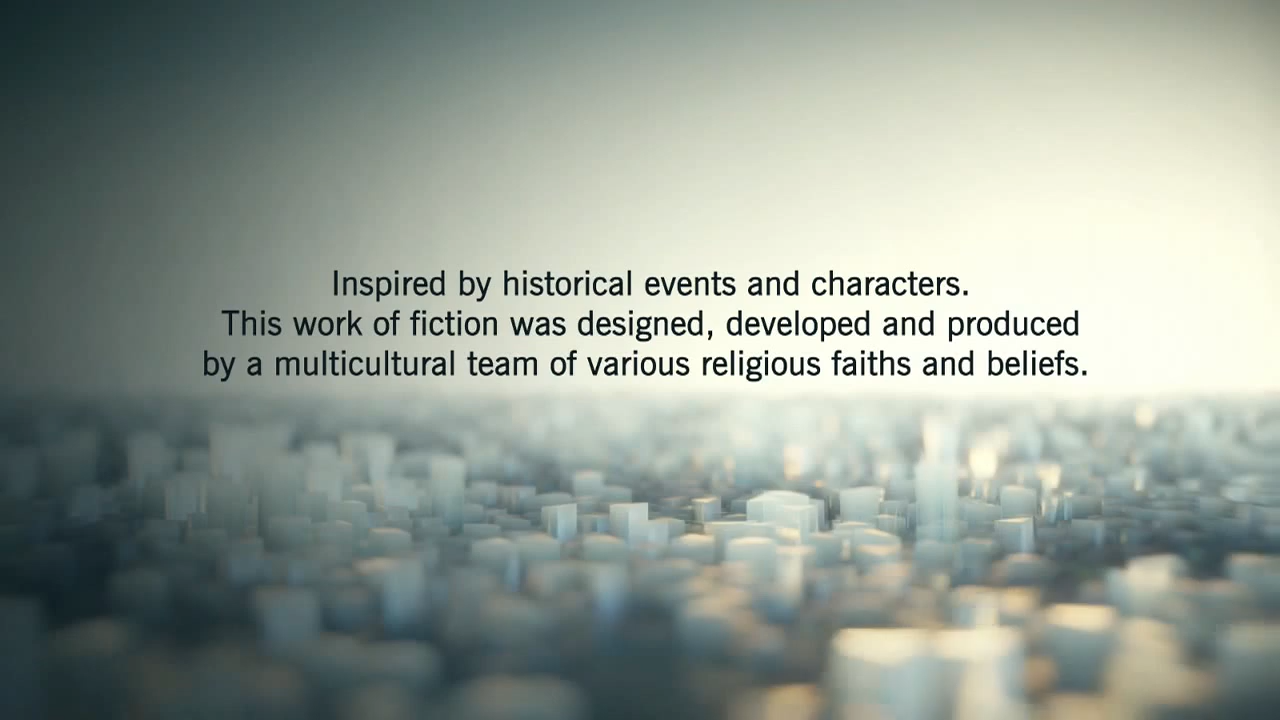 Inspired by historical events and characters.
This work of fiction was designed, developed and produced
by a multicultural team of various religious faiths and beliefs.